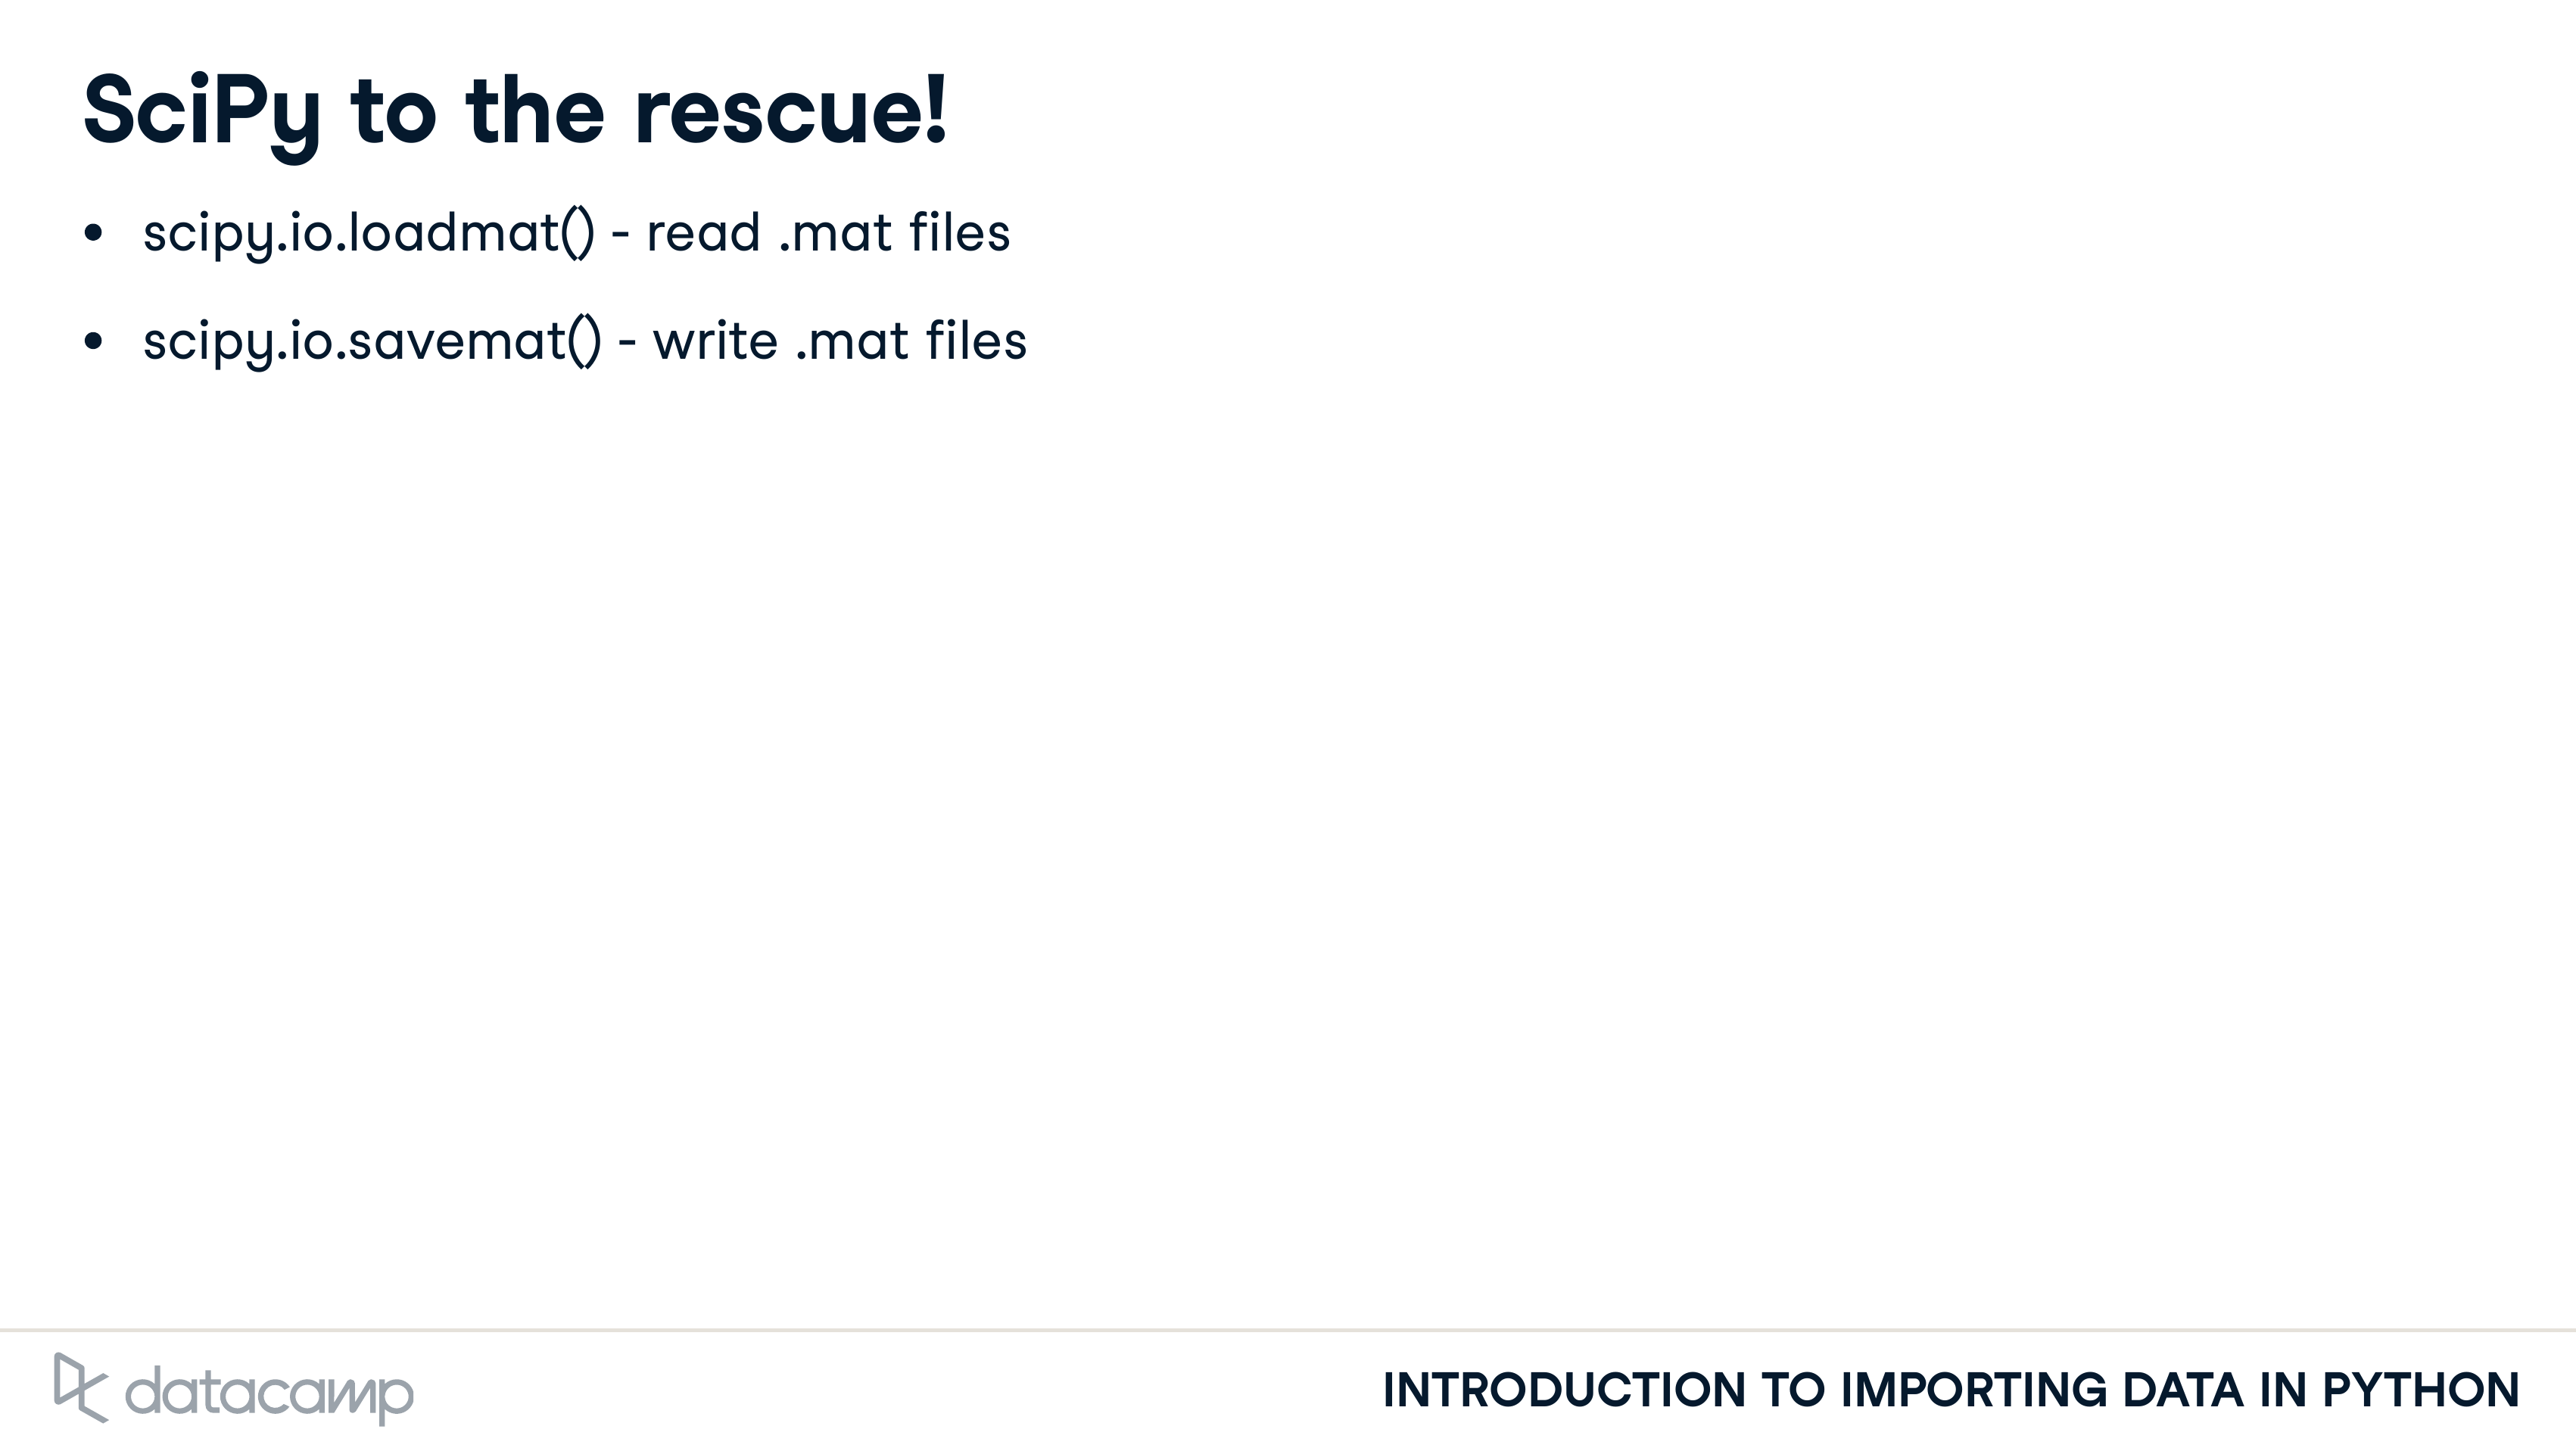 SciPy to the rescue!
• scipy.io.loadmat() - read .mat files
• scipy.io.savemat() - write .mat files
datacamp
INTRODUCTION TO IMPORTING DATA IN PYTHON